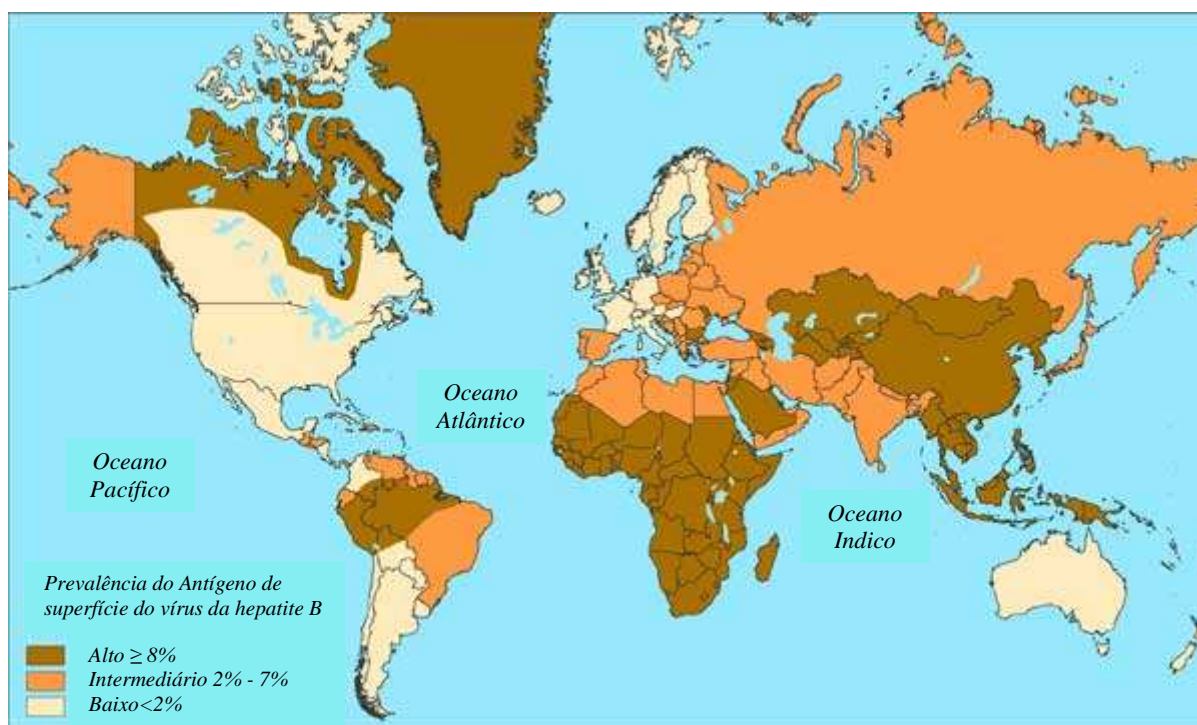 Oceano
Atlântico
Oceano
Pacífico
Oceano
Indico
Prevalência do Antígeno de
superfície do vírus da hepatite B
Alto ≥ 8%
Intermediário 2% - 7%
Baixo<2%